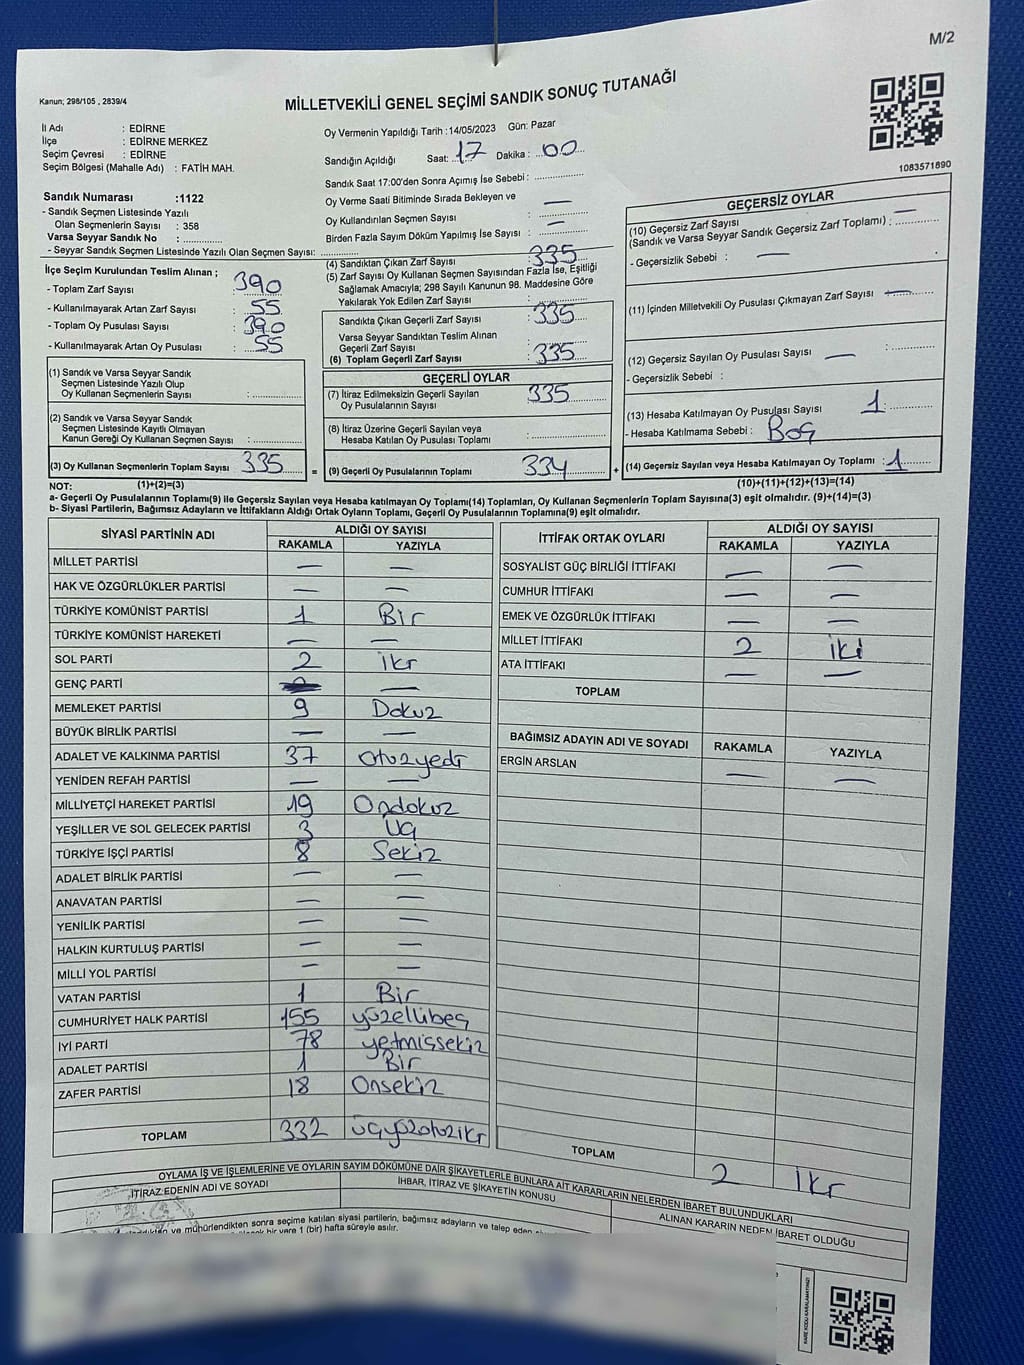 M/2
Kanun; 298/105 , 2839/4
MİLLETVEKİLİ GENEL SEÇİMİ SANDIK SONUÇ TUTANAĞI
İl Adı : EDİRNE
İlçe : EDİRNE MERKEZ
Seçim Çevresi : EDİRNE
Seçim Bölgesi (Mahalle Adı) : FATİH MAH.
Sandık Numarası :1122
- Sandık Seçmen Listesinde Yazılı
Olan Seçmenlerin Sayısı : 358
Varsa Seyyar Sandık No :
- Seyyar Sandık Seçmen Listesinde Yazılı Olan Seçmen Sayısı:
Oy Vermenin Yapıldığı Tarih :14/05/2023 Gün: Pazar
Sandığın Açıldığı Saat: 17 Dakika : 00
Sandık Saat 17:00'den Sonra Açımış İse Sebebi :
Oy Verme Saati Bitiminde Sırada Bekleyen ve
Oy Kullandırılan Seçmen Sayısı : —
Birden Fazla Sayım Döküm Yapılmış İse Sayısı : —
1083571890
İlçe Seçim Kurulundan Teslim Alınan ;
- Toplam Zarf Sayısı : 390
- Kullanılmayarak Artan Zarf Sayısı : 55
- Toplam Oy Pusulası Sayısı : 390
- Kullanılmayarak Artan Oy Pusulası : 55
(4) Sandıktan Çıkan Zarf Sayısı : 335
(5) Zarf Sayısı Oy Kullanan Seçmen Sayısından Fazla İse, Eşitliği
Sağlamak Amacıyla; 298 Sayılı Kanunun 98. Maddesine Göre
Yakılarak Yok Edilen Zarf Sayısı :
Sandıkta Çıkan Geçerli Zarf Sayısı : 335
Varsa Seyyar Sandıktan Teslim Alınan
Geçerli Zarf Sayısı :
(6) Toplam Geçerli Zarf Sayısı : 335
GEÇERSİZ OYLAR
(10) Geçersiz Zarf Sayısı
(Sandık ve Varsa Seyyar Sandık Geçersiz Zarf Toplamı) : —
- Geçersizlik Sebebi : —
(11) İçinden Milletvekili Oy Pusulası Çıkmayan Zarf Sayısı —
(12) Geçersiz Sayılan Oy Pusulası Sayısı : —
- Geçersizlik Sebebi :
(13) Hesaba Katılmayan Oy Pusulası Sayısı : 1
- Hesaba Katılmama Sebebi : Boş
(14) Geçersiz Sayılan veya Hesaba Katılmayan Oy Toplamı : 1
(1) Sandık ve Varsa Seyyar Sandık
Seçmen Listesinde Yazılı Olup
Oy Kullanan Seçmenlerin Sayısı :
(2) Sandık ve Varsa Seyyar Sandık
Seçmen Listesinde Kayıtlı Olmayan
Kanun Gereği Oy Kullanan Seçmen Sayısı :
(3) Oy Kullanan Seçmenlerin Toplam Sayısı 335 =
GEÇERLİ OYLAR
(7) İtiraz Edilmeksizin Geçerli Sayılan
Oy Pusulalarının Sayısı : 335
(8) İtiraz Üzerine Geçerli Sayılan veya
Hesaba Katılan Oy Pusulası Toplamı :
(9) Geçerli Oy Pusulalarının Toplamı : 334 +
NOT: (1)+(2)=(3) (10)+(11)+(12)+(13)=(14)
a- Geçerli Oy Pusulalarının Toplamı(9) ile Geçersiz Sayılan veya Hesaba katılmayan Oy Toplamı(14) Toplamları, Oy Kullanan Seçmenlerin Toplam Sayısına(3) eşit olmalıdır. (9)+(14)=(3)
b- Siyasi Partilerin, Bağımsız Adayların ve İttifakların Aldığı Ortak Oyların Toplamı, Geçerli Oy Pusulalarının Toplamına(9) eşit olmalıdır.
SİYASİ PARTİNİN ADI ALDIĞI OY SAYISI
RAKAMLA YAZIYLA
MİLLET PARTİSİ — —
HAK VE ÖZGÜRLÜKLER PARTİSİ — —
TÜRKİYE KOMÜNİST PARTİSİ 1 Bir
TÜRKİYE KOMÜNİST HAREKETİ — —
SOL PARTİ 2 ikr
GENÇ PARTİ —
MEMLEKET PARTİSİ 9 Dokuz
BÜYÜK BİRLİK PARTİSİ — —
ADALET VE KALKINMA PARTİSİ 37 otuzyedı
YENİDEN REFAH PARTİSİ — —
MİLLİYETÇİ HAREKET PARTİSİ 19 Ondokuz
YEŞİLLER VE SOL GELECEK PARTİSİ 3 Üç
TÜRKİYE İŞÇİ PARTİSİ 8 Sekiz
ADALET BİRLİK PARTİSİ — —
ANAVATAN PARTİSİ — —
YENİLİK PARTİSİ — —
HALKIN KURTULUŞ PARTİSİ — —
MİLLİ YOL PARTİSİ — —
VATAN PARTİSİ 1 Bir
CUMHURİYET HALK PARTİSİ 155 yüzellibeş
İYİ PARTİ 78 yetmişsekiz
ADALET PARTİSİ 1 Bir
ZAFER PARTİSİ 18 Onsekiz
TOPLAM 332 üçyüzotuzikr
İTTİFAK ORTAK OYLARI ALDIĞI OY SAYISI
RAKAMLA YAZIYLA
SOSYALİST GÜÇ BİRLİĞİ İTTİFAKI — —
CUMHUR İTTİFAKI — —
EMEK VE ÖZGÜRLÜK İTTİFAKI — —
MİLLET İTTİFAKI 2 iki
ATA İTTİFAKI — —
TOPLAM
BAĞIMSIZ ADAYIN ADI VE SOYADI RAKAMLA YAZIYLA
ERGİN ARSLAN — —
TOPLAM 2 İkr
OYLAMA İŞ VE İŞLEMLERİNE VE OYLARIN SAYIM DÖKÜMÜNE DAİR ŞİKAYETLERLE BUNLARA AİT KARARLARIN NELERDEN İBARET BULUNDUKLARI
İTİRAZ EDENİN ADI VE SOYADI
İHBAR, İTİRAZ VE ŞİKAYETİN KONUSU
ALINAN KARARIN NEDEN İBARET OLDUĞU
ve mühürlendikten sonra seçime katılan siyasi partilerin, bağımsız adayların ve talep eden
bir yere 1 (bir) hafta süreyle asılır.
KARE KODU KARALAMAYINIZ!